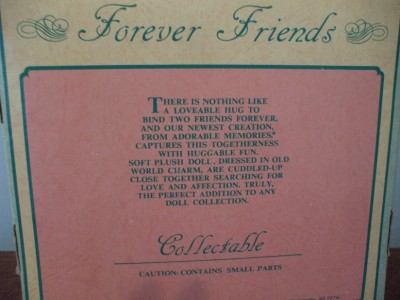 Forever Friends
THERE IS NOTHING LIKE
A LOVEABLE HUG TO
BIND TWO FRIENDS FOREVER,
AND OUR NEWEST CREATION,
FROM ADORABLE MEMORIES,®
CAPTURES THIS TOGETHERNESS
WITH HUGGABLE FUN.
SOFT PLUSH DOLL, DRESSED IN OLD
WORLD CHARM, ARE CUDDLED-UP
CLOSE TOGETHER SEARCHING FOR
LOVE AND AFFECTION. TRULY,
THE PERFECT ADDITION TO ANY
DOLL COLLECTION.
Collectable
CAUTION: CONTAINS SMALL PARTS